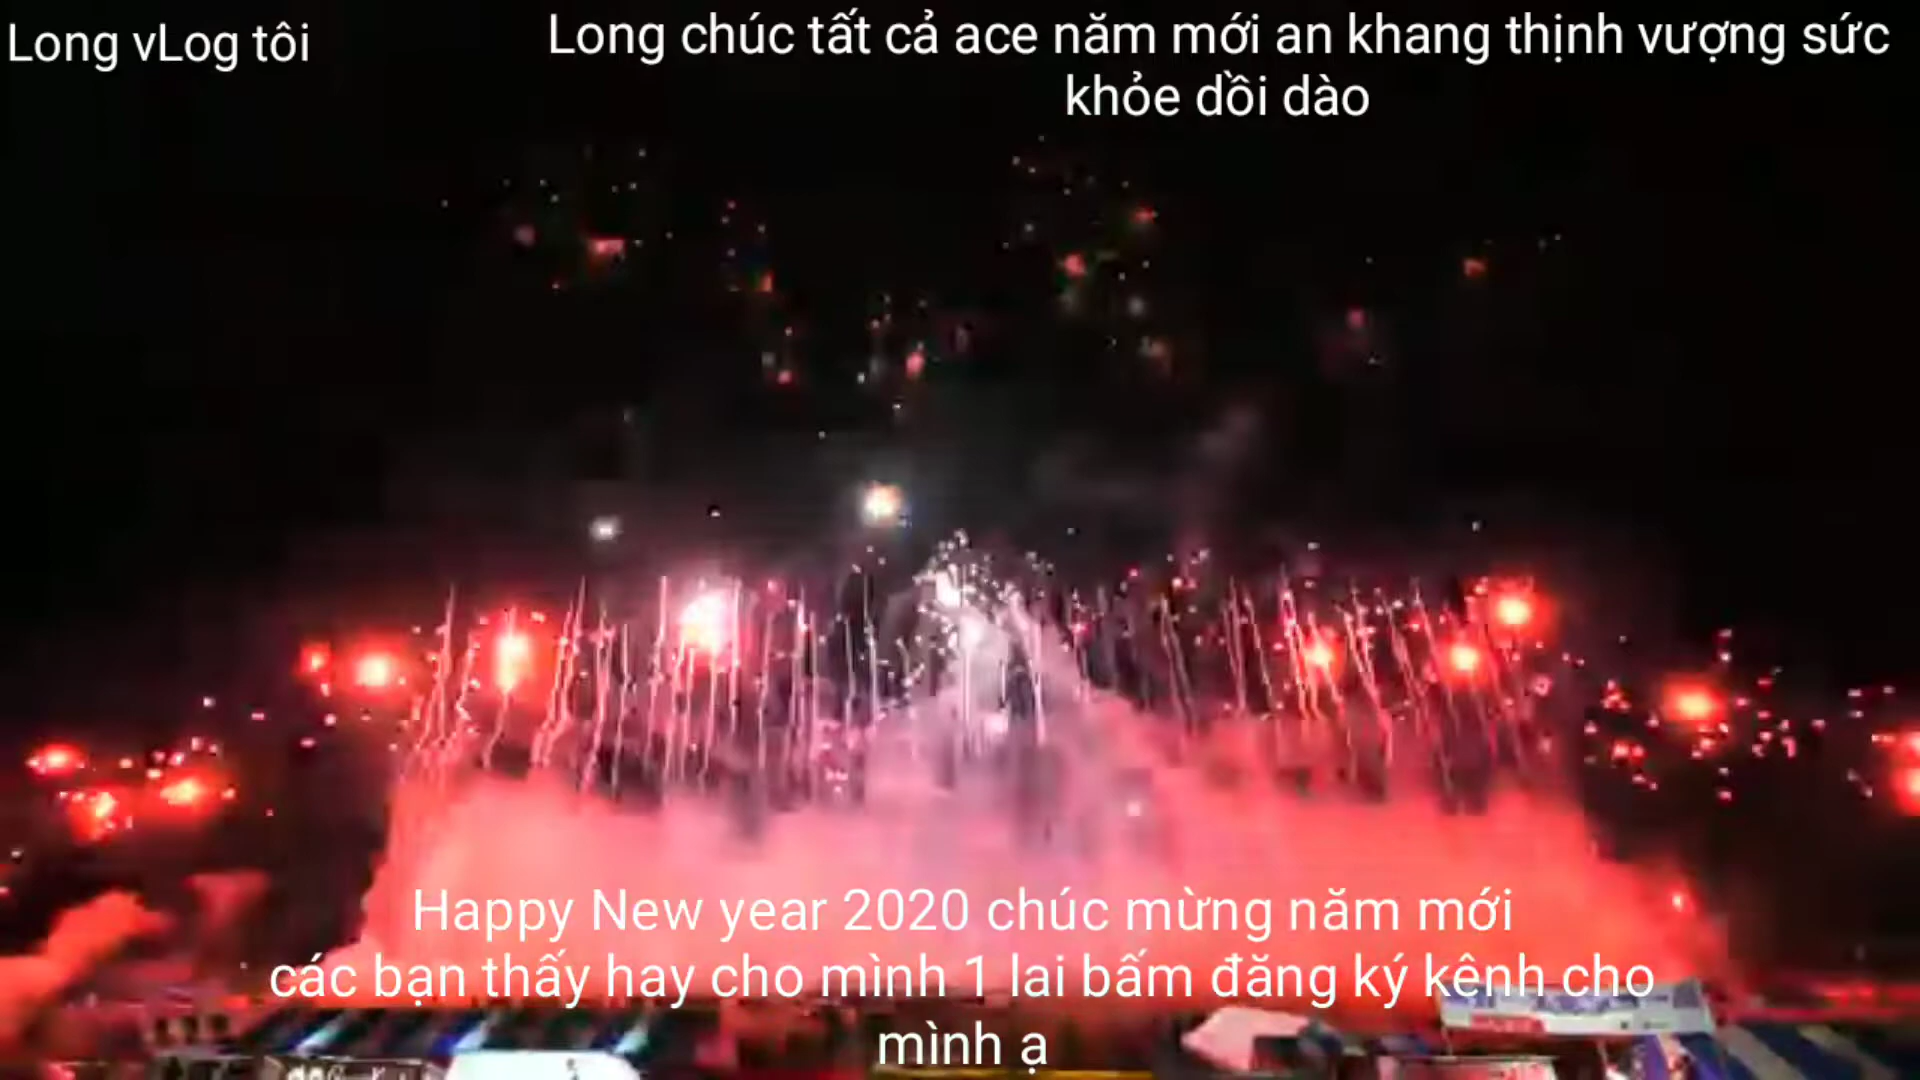 Long vLog tôi
Long chúc tất cả ace năm mới an khang thịnh vượng sức
khỏe dồi dào
Happy New year 2020 chúc mừng năm mới
các bạn thấy hay cho mình 1 lai bấm đăng ký kênh cho
mình ạ